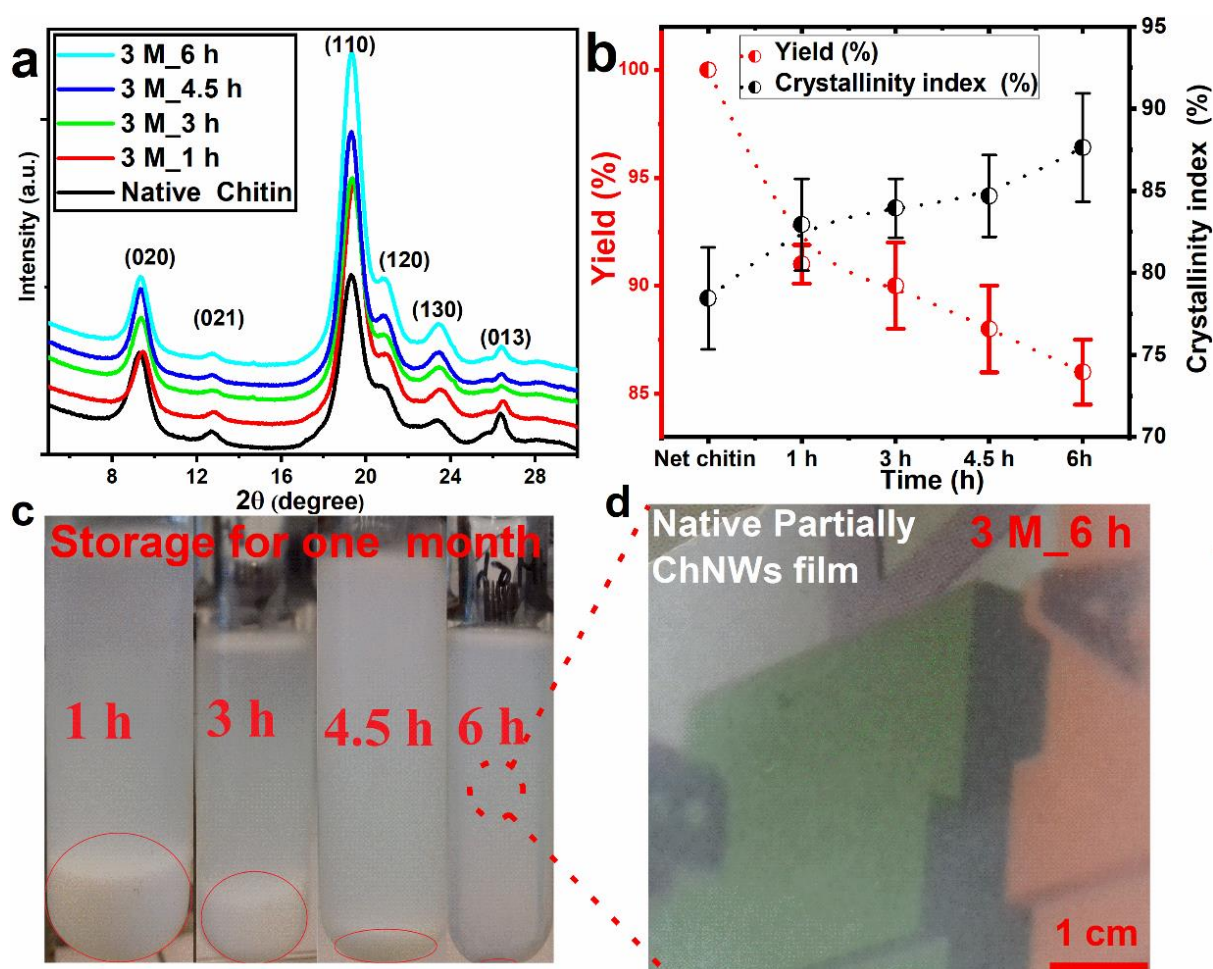 a
3 M_6 h
3 M_4.5 h
3 M_3 h
3 M_1 h
Native Chitin
(020)
(021)
(110)
(120)
(130)
(013)
Intensity (a.u.)
8 12 16 20 24 28
2θ (degree)
b
Yield (%)
Crystallinity index (%)
100
95
90
85
Yield (%)
95
90
85
80
75
70
Crystallinity index (%)
Net chitin 1 h 3 h 4.5 h 6h
Time (h)
c
Storage for one month
1 h
3 h
4.5 h
6 h
d
Native Partially
ChNWs film
3 M_6 h
1 cm